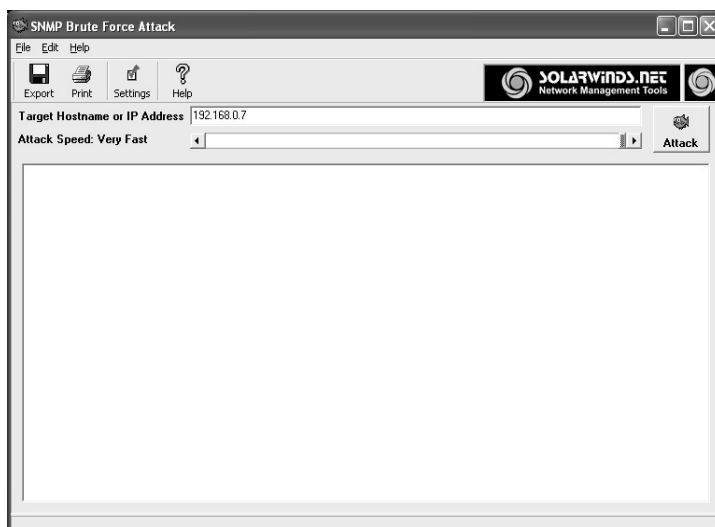 SNMP Brute Force Attack
File Edit Help
Export Print Settings Help
SOLARWINDS.NET
Network Management Tools
Target Hostname or IP Address 192.168.0.7
Attack Speed: Very Fast
Attack